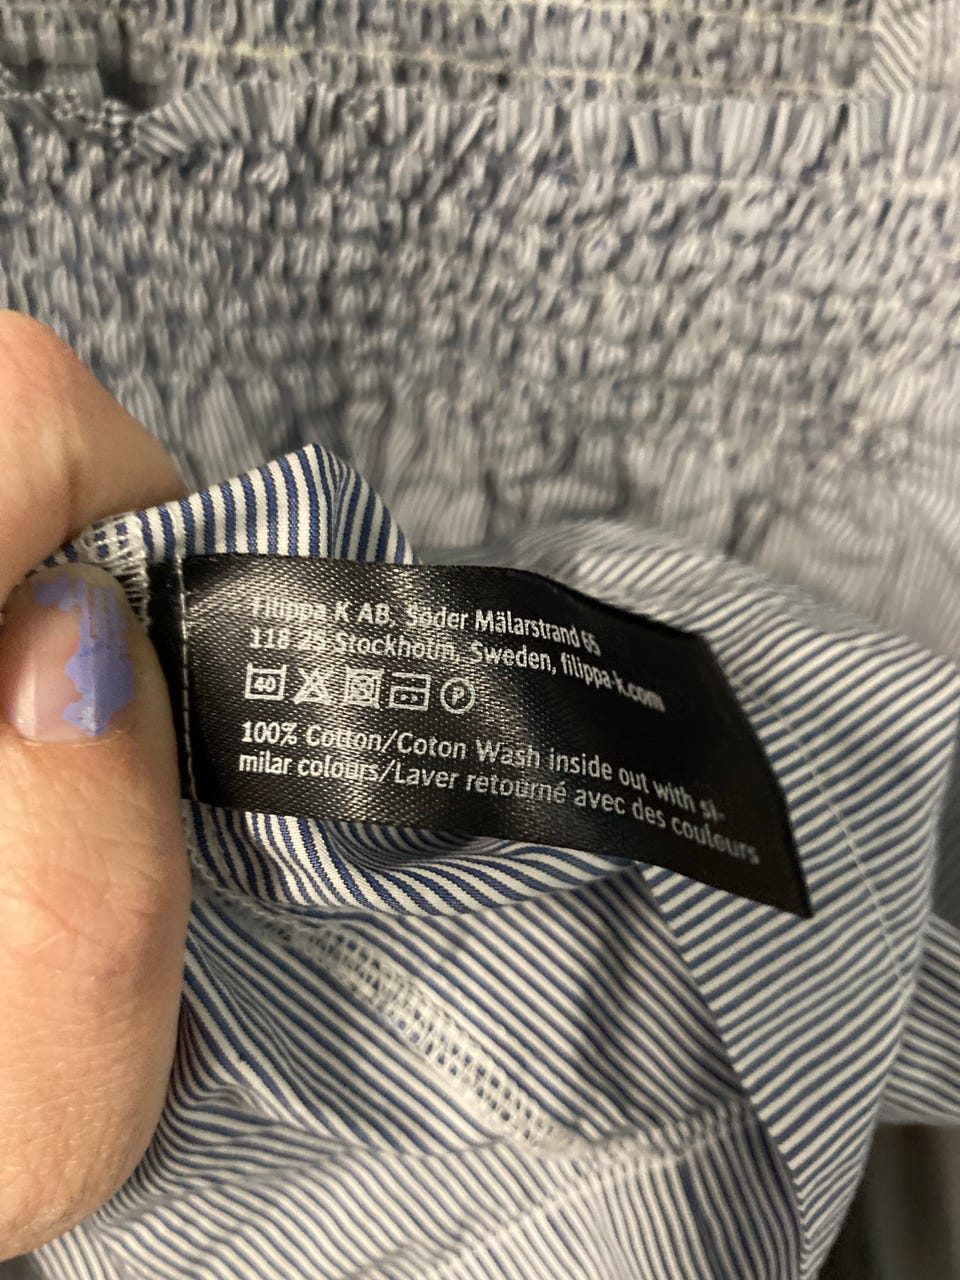 Filippa K AB, Söder Mälarstrand 65
118 25 Stockholm, Sweden, filippa-k.com
40 P
100% Cotton/Coton Wash inside out with si-
milar colours/Laver retourné avec des couleurs